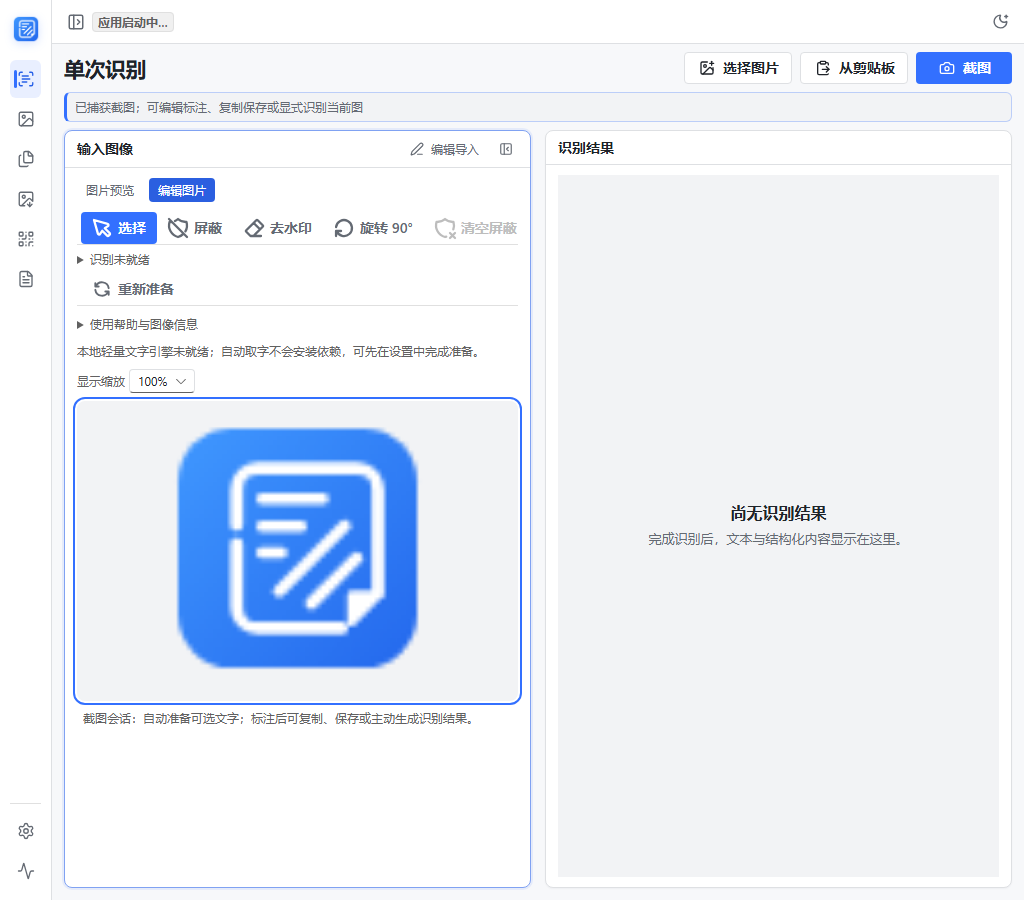 应用启动中...
单次识别
选择图片
从剪贴板
截图
已捕获截图；可编辑标注、复制保存或显式识别当前图
输入图像
编辑导入
图片预览
编辑图片
选择
屏蔽
去水印
旋转 90°
清空屏蔽
识别未就绪
重新准备
使用帮助与图像信息
本地轻量文字引擎未就绪；自动取字不会安装依赖，可先在设置中完成准备。
显示缩放
100%
截图会话：自动准备可选文字；标注后可复制、保存或主动生成识别结果。
识别结果
尚无识别结果
完成识别后，文本与结构化内容显示在这里。